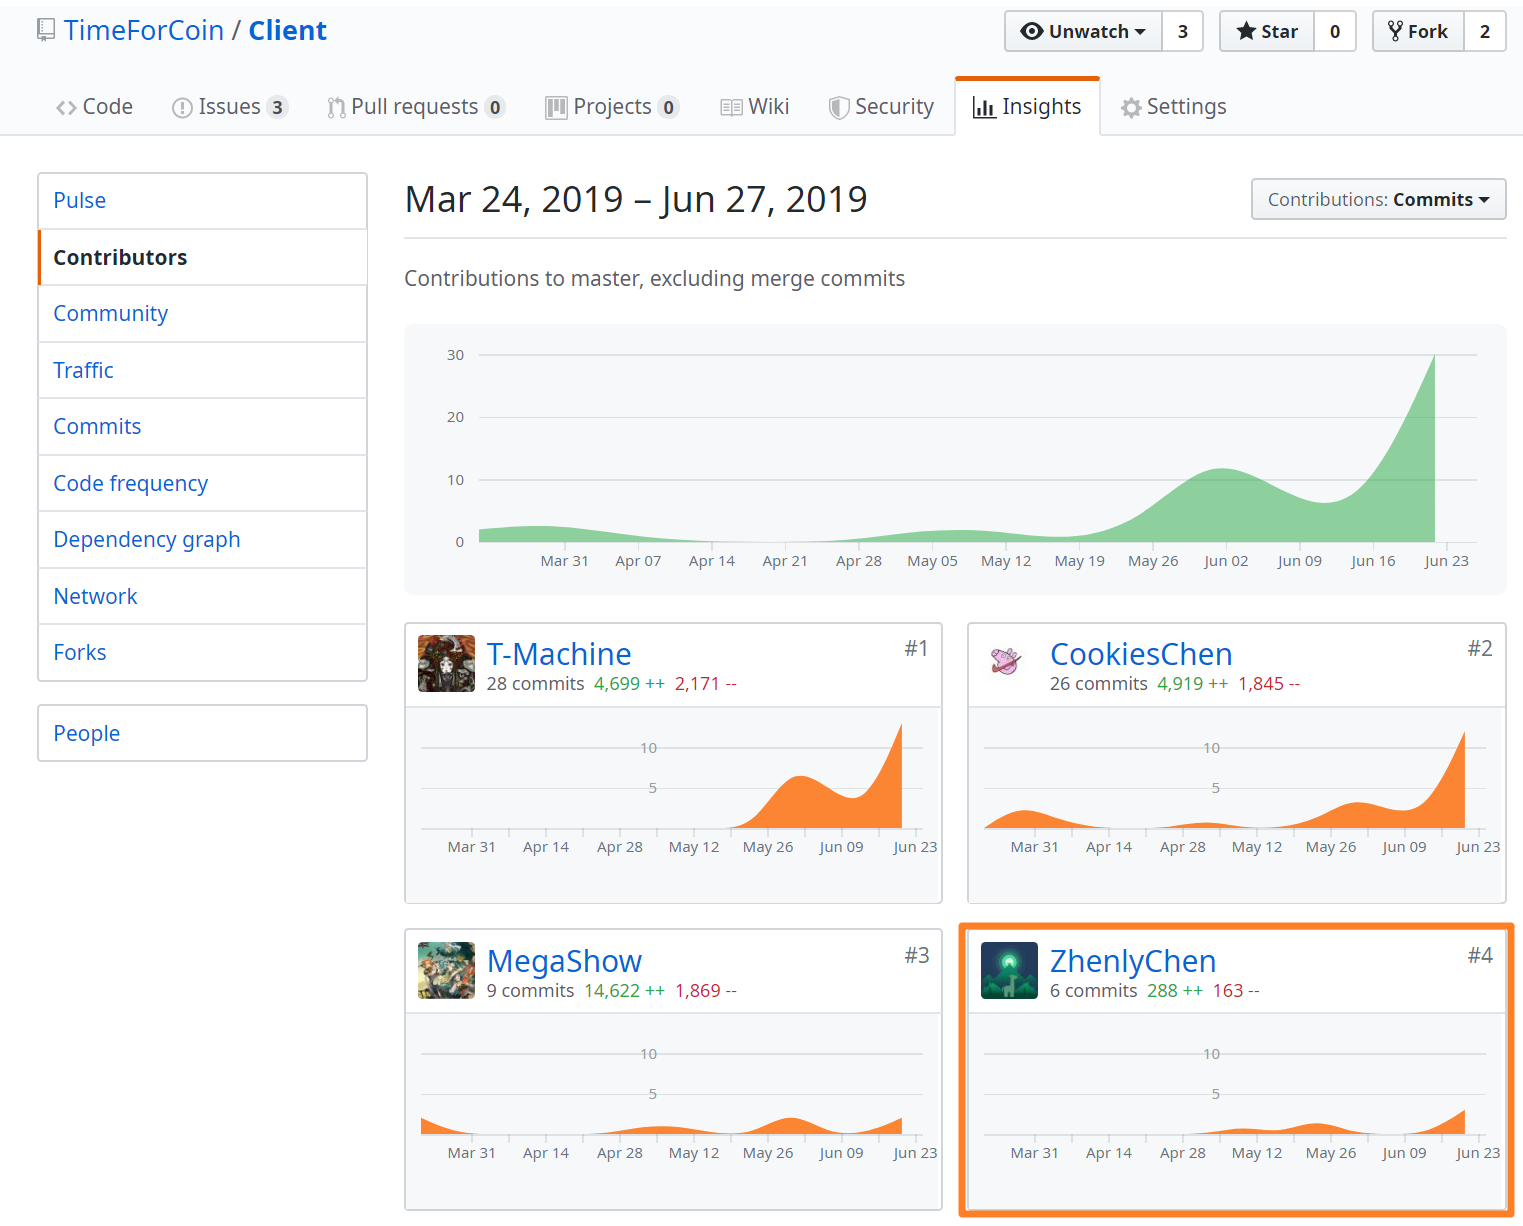 TimeForCoin / Client
Unwatch 3 Star 0 Fork 2
Code Issues 3 Pull requests 0 Projects 0 Wiki Security Insights Settings
Pulse
Contributors
Community
Traffic
Commits
Code frequency
Dependency graph
Network
Forks
People
Mar 24, 2019 – Jun 27, 2019
Contributions: Commits
Contributions to master, excluding merge commits
30
20
10
0
Mar 31 Apr 07 Apr 14 Apr 21 Apr 28 May 05 May 12 May 19 May 26 Jun 02 Jun 09 Jun 16 Jun 23
T-Machine #1
28 commits 4,699 ++ 2,171 --
10
5
Mar 31 Apr 14 Apr 28 May 12 May 26 Jun 09 Jun 23
CookiesChen #2
26 commits 4,919 ++ 1,845 --
10
5
Mar 31 Apr 14 Apr 28 May 12 May 26 Jun 09 Jun 23
MegaShow #3
9 commits 14,622 ++ 1,869 --
10
5
Mar 31 Apr 14 Apr 28 May 12 May 26 Jun 09 Jun 23
ZhenlyChen #4
6 commits 288 ++ 163 --
10
5
Mar 31 Apr 14 Apr 28 May 12 May 26 Jun 09 Jun 23